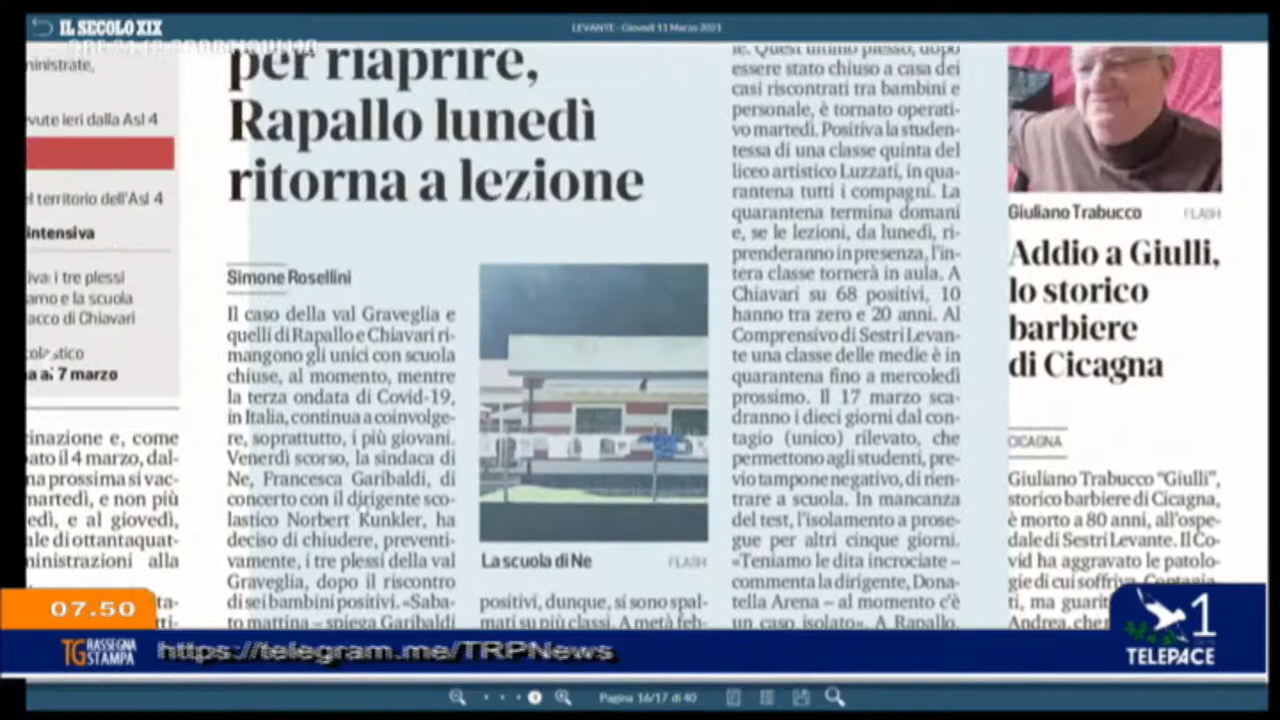 IL SECOLO XIX
LEVANTE - Giovedì 11 Marzo 2021
ministrate,
vute ieri dalla Asl 4
el territorio dell'Asl 4
intensiva
iva: i tre plessi
amo e la scuola
acco di Chiavari
7 marzo
cinazione e, come
ato il 4 marzo, dal-
na prossima si vac-
martedì, e non più
edì, e al giovedì,
ale di ottantaquat-
ministrazioni alla
per riaprire,
Rapallo lunedì
ritorna a lezione
Simone Rosellini
Il caso della val Graveglia e
quelli di Rapallo e Chiavari ri-
mangono gli unici con scuola
chiuse, al momento, mentre
la terza ondata di Covid-19,
in Italia, continua a coinvolge-
re, soprattutto, i più giovani.
Venerdì scorso, la sindaca di
Ne, Francesca Garibaldi, di
concerto con il dirigente sco-
lastico Norbert Kunkler, ha
deciso di chiudere, preventi-
vamente, i tre plessi della val
Graveglia, dopo il riscontro
di sei bambini positivi. «Saba-
to mattina – spiega Garibaldi
La scuola di Ne
FLASH
positivi, dunque, si sono spal-
mati su più classi. A metà feb-
ie. Quest'ultimo plesso, dopo
essere stato chiuso a casa dei
casi riscontrati tra bambini e
personale, è tornato operati-
vo martedì. Positiva la studen-
tessa di una classe quinta del
liceo artistico Luzzati, in qua-
rantena tutti i compagni. La
quarantena termina domani
e, se le lezioni, da lunedì, ri-
prenderanno in presenza, l'in-
tera classe tornerà in aula. A
Chiavari su 68 positivi, 10
hanno tra zero e 20 anni. Al
Comprensivo di Sestri Levan-
te una classe delle medie è in
quarantena fino a mercoledì
prossimo. Il 17 marzo sca-
dranno i dieci giorni dal con-
tagio (unico) rilevato, che
permettono agli studenti, pre-
vio tampone negativo, di rien-
trare a scuola. In mancanza
del test, l'isolamento a prose-
gue per altri cinque giorni.
«Teniamo le dita incrociate –
commenta la dirigente, Dona-
tella Arena – al momento c'è
un caso isolato». A Rapallo,
Giuliano Trabucco
FLASH
Addio a Giulli,
lo storico
barbiere
di Cicagna
CICAGNA
Giuliano Trabucco "Giulli",
storico barbiere di Cicagna,
è morto a 80 anni, all'ospe-
dale di Sestri Levante. Il Co-
vid ha aggravato le patolo-
gie di cui soffriva.
ti, ma
Andrea, che
07.50
TG RASSEGNA
STAMPA
https://telegram.me/TRPNews
1
TELEPACE
Pagina 16/17 di 40